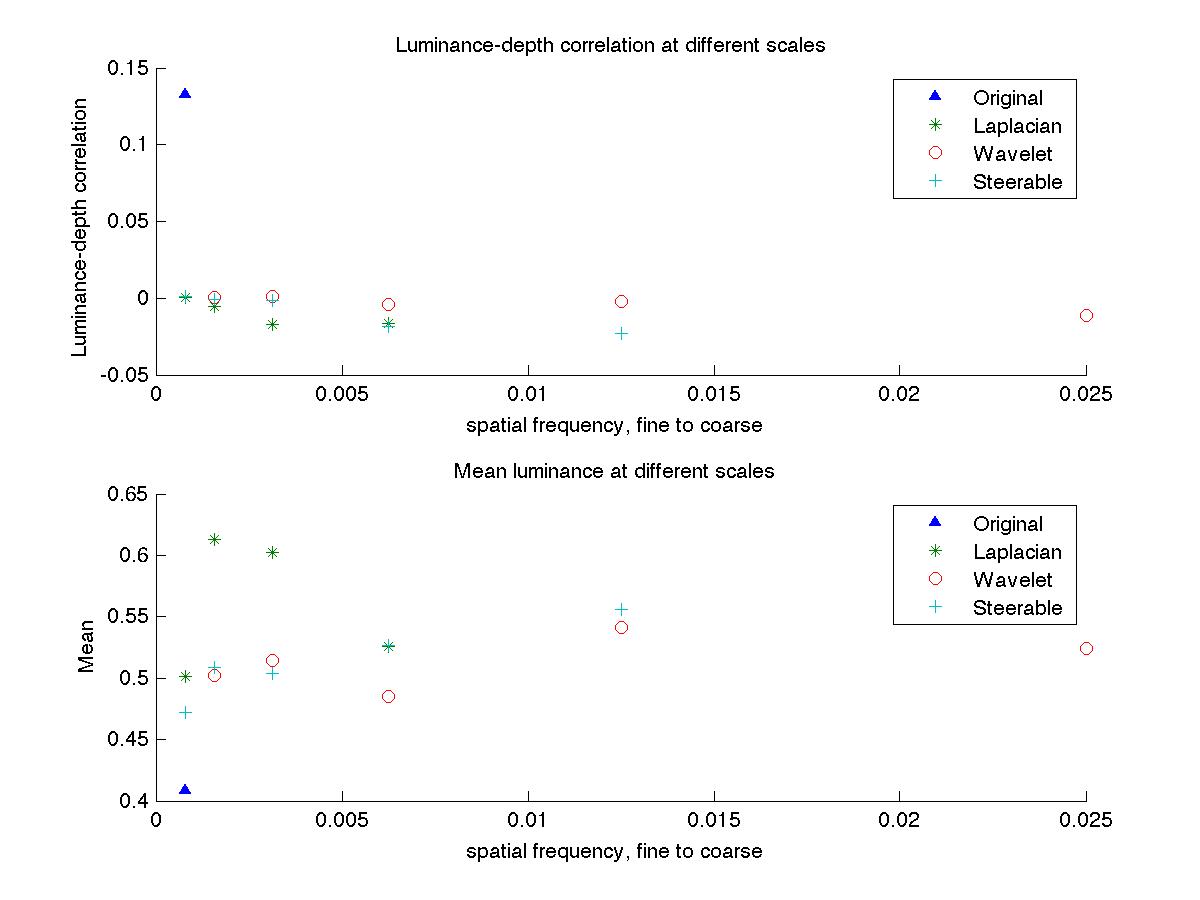 Luminance-depth correlation at different scales
0.15
0.1
0.05
0
-0.05
Luminance-depth correlation
Original
Laplacian
Wavelet
Steerable
0 0.005 0.01 0.015 0.02 0.025
spatial frequency, fine to coarse
Mean luminance at different scales
0.65
0.6
0.55
0.5
0.45
0.4
Mean
Original
Laplacian
Wavelet
Steerable
0 0.005 0.01 0.015 0.02 0.025
spatial frequency, fine to coarse